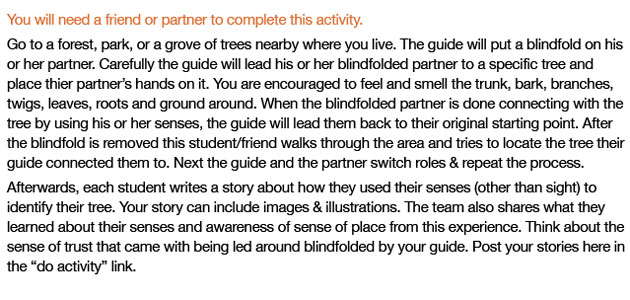 You will need a friend or partner to complete this activity.
Go to a forest, park, or a grove of trees nearby where you live. The guide will put a blindfold on his
or her partner. Carefully the guide will lead his or her blindfolded partner to a specific tree and
place thier partner's hands on it. You are encouraged to feel and smell the trunk, bark, branches,
twigs, leaves, roots and ground around. When the blindfolded partner is done connecting with the
tree by using his or her senses, the guide will lead them back to their original starting point. After
the blindfold is removed this student/friend walks through the area and tries to locate the tree their
guide connected them to. Next the guide and the partner switch roles & repeat the process.
Afterwards, each student writes a story about how they used their senses (other than sight) to
identify their tree. Your story can include images & illustrations. The team also shares what they
learned about their senses and awareness of sense of place from this experience. Think about the
sense of trust that came with being led around blindfolded by your guide. Post your stories here in
the “do activity” link.